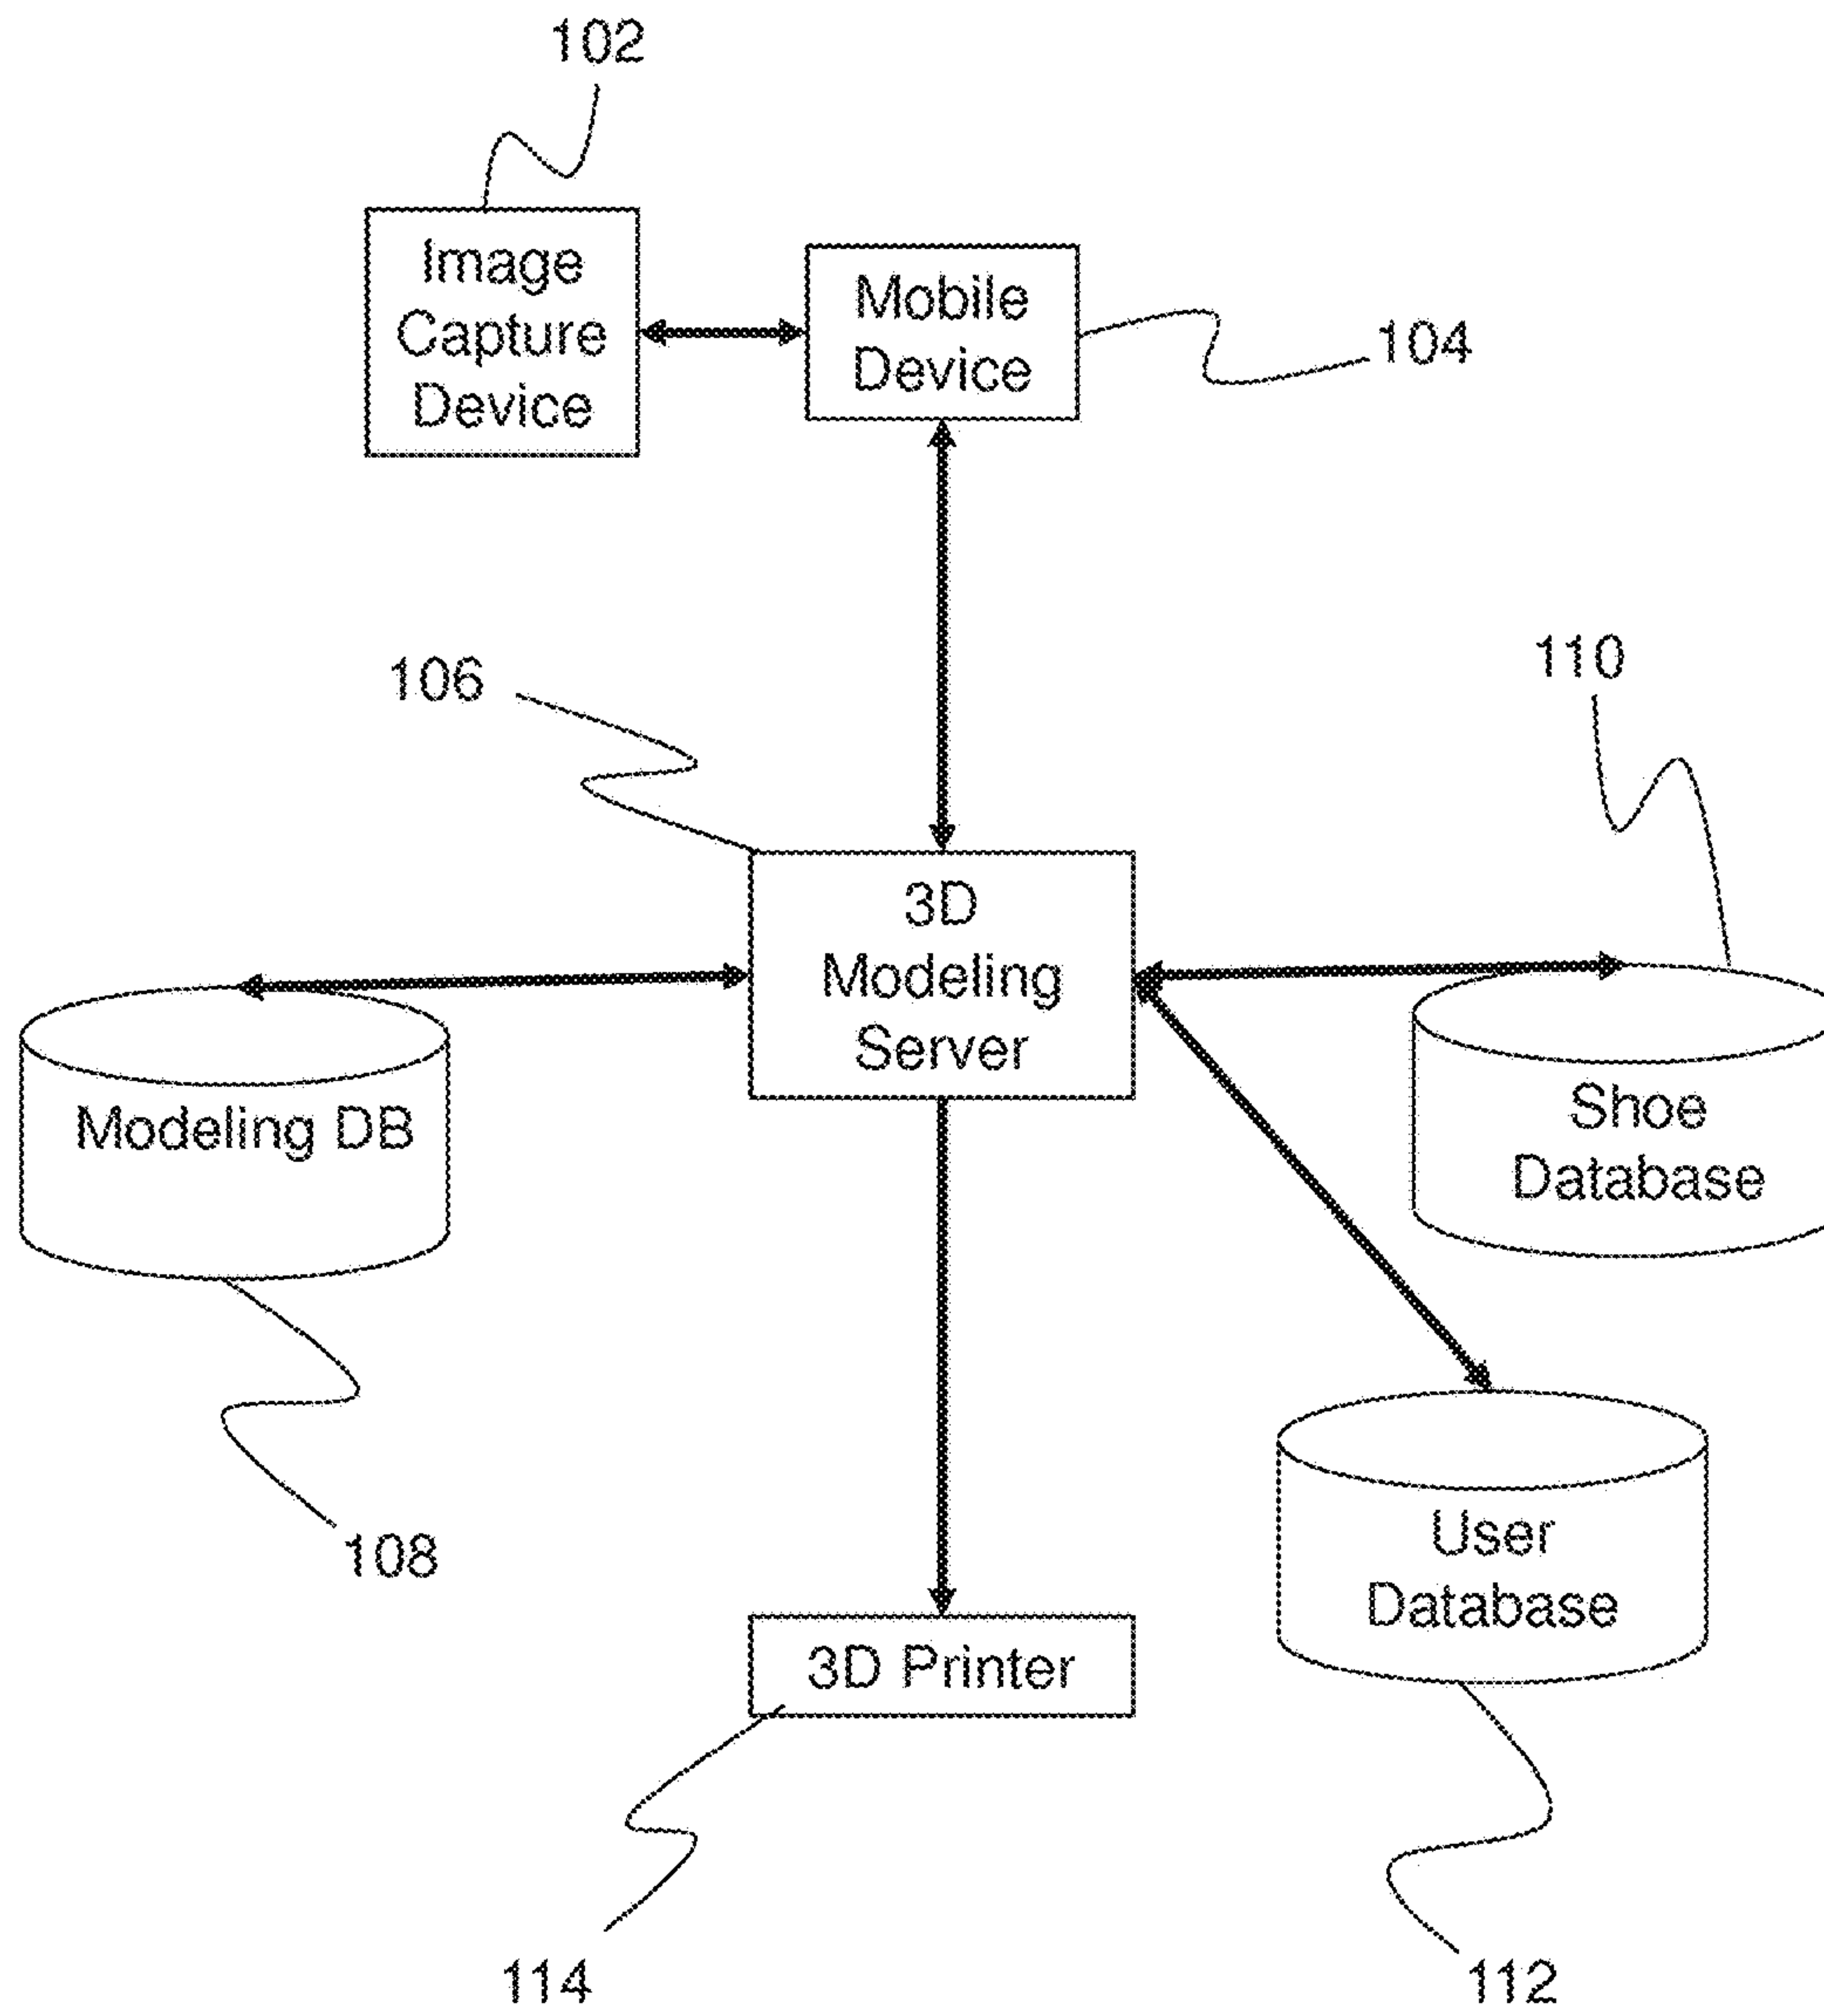 102
Image
Capture
Device
Mobile
Device
104
106
110
3D
Modeling
Server
Modeling DB
Shoe
Database
108
User
Database
3D Printer
114
112